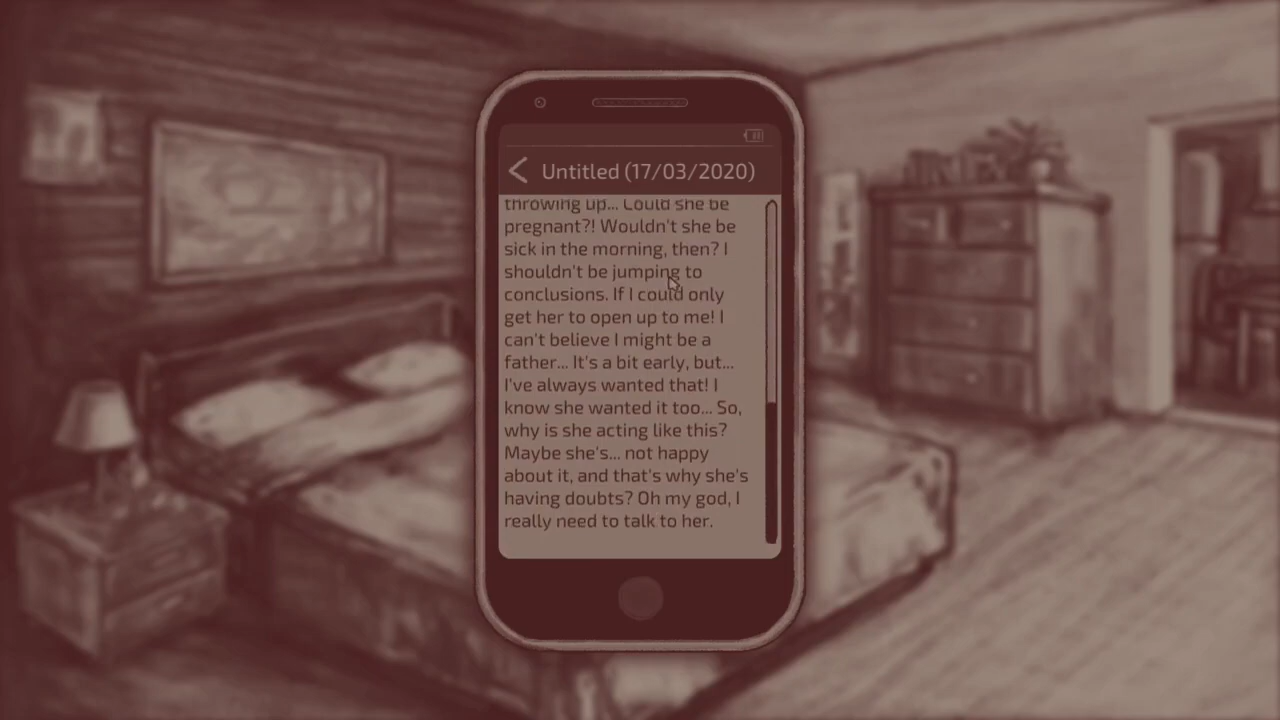 Untitled (17/03/2020)
throwing up... Could she be
pregnant?! Wouldn't she be
sick in the morning, then? I
shouldn't be jumping to
conclusions. If I could only
get her to open up to me! I
can't believe I might be a
father... It's a bit early, but...
I've always wanted that! I
know she wanted it too... So,
why is she acting like this?
Maybe she's... not happy
about it, and that's why she's
having doubts? Oh my god, I
really need to talk to her.